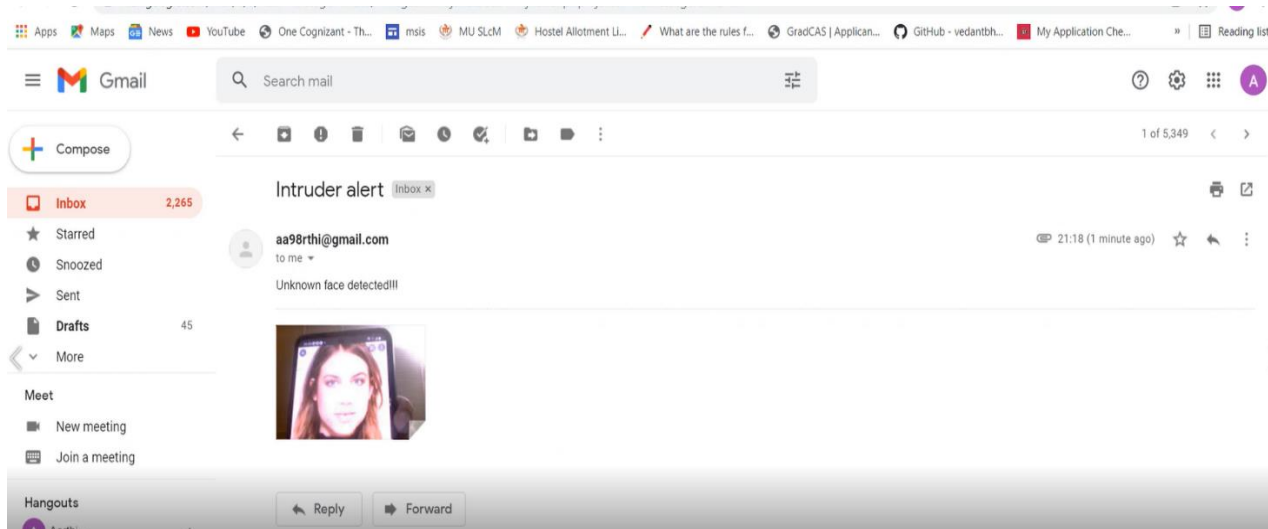 Apps Maps News YouTube One Cognizant - Th... msis MU SLcM Hostel Allotment Li... What are the rules f... GradCAS | Applican... GitHub - vedantbh... My Application Che... » Reading list
Gmail Search mail A
Compose
1 of 5,349
Intruder alert Inbox ×
Inbox 2,265
Starred
aa98rthi@gmail.com 21:18 (1 minute ago)
to me
Snoozed
Unknown face detected!!!
Sent
Drafts 45
More
Meet
New meeting
Join a meeting
Hangouts
Reply Forward